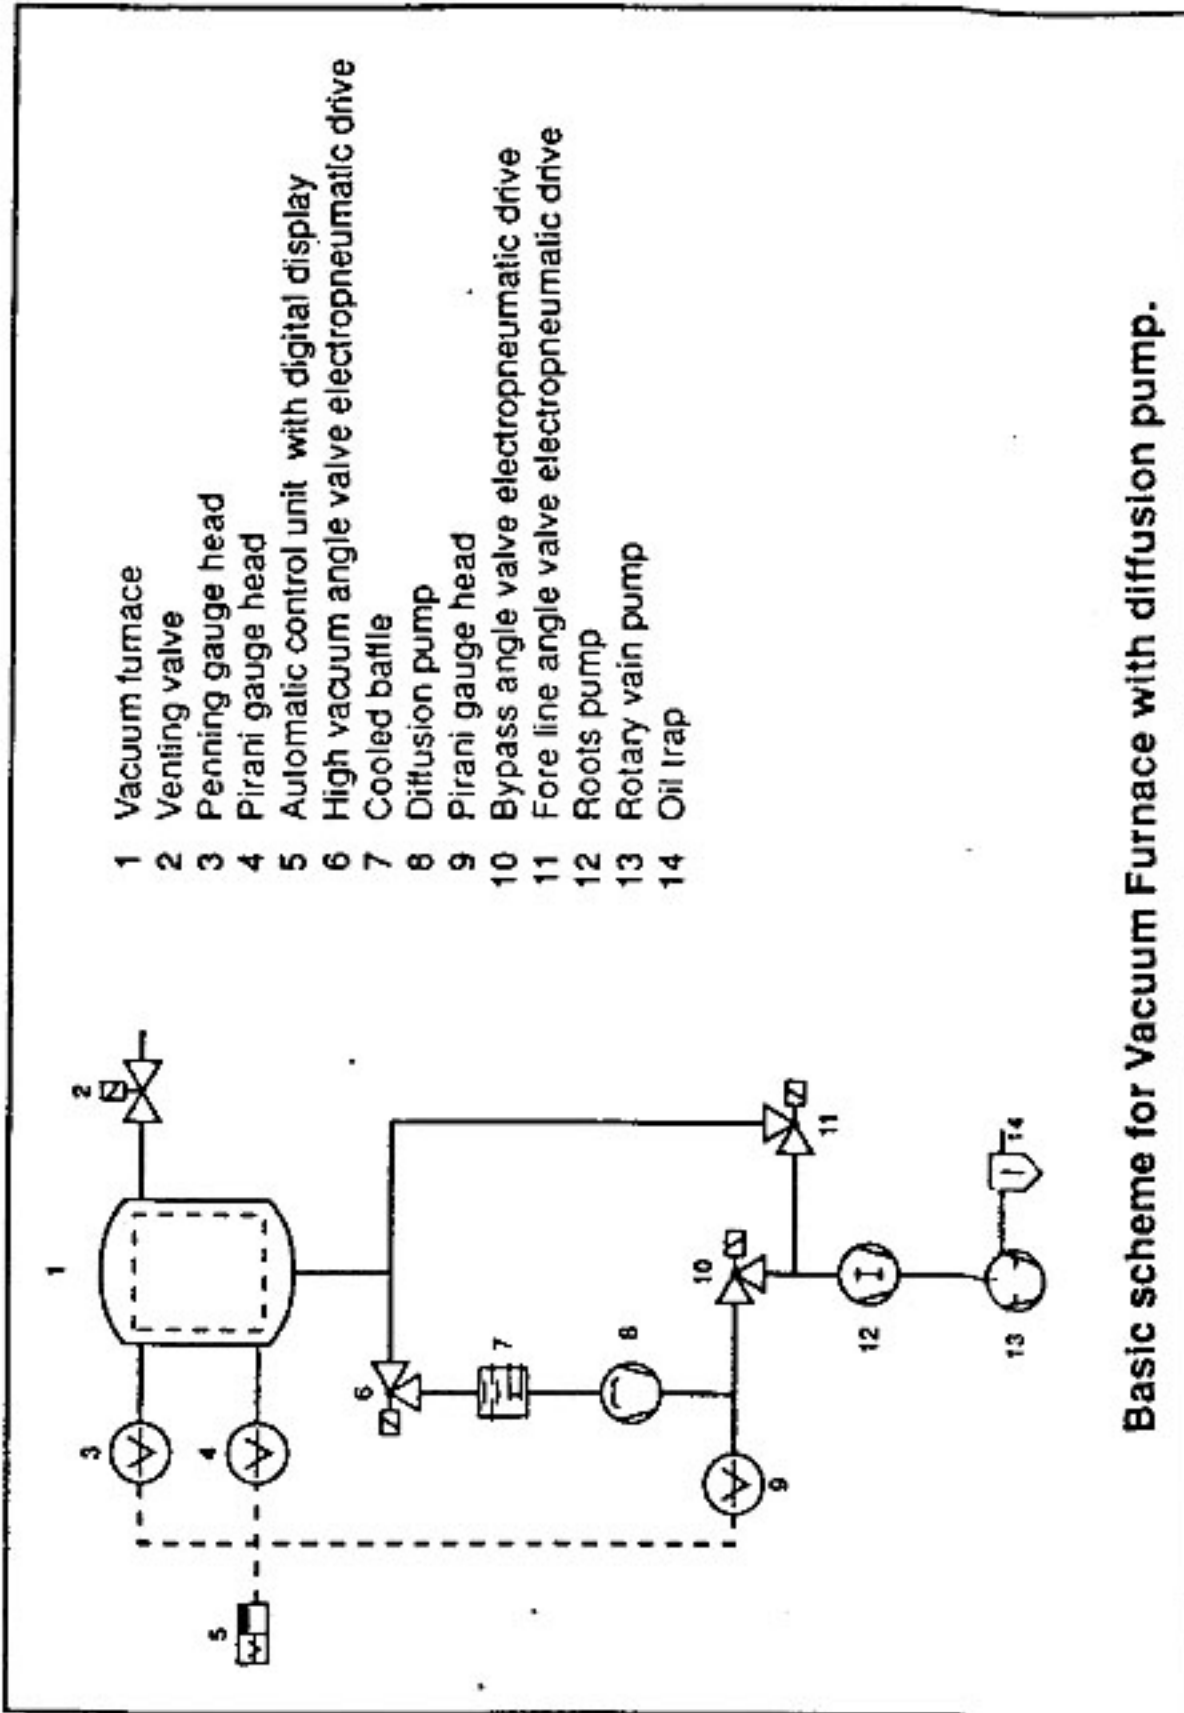 1 Vacuum furnace
2 Venting valve
3 Penning gauge head
4 Pirani gauge head
5 Automatic control unit with digital display
6 High vacuum angle valve electropneumatic drive
7 Cooled baffle
8 Diffusion pump
9 Pirani gauge head
10 Bypass angle valve electropneumatic drive
11 Fore line angle valve electropneumatic drive
12 Roots pump
13 Rotary vain pump
14 Oil trap
1
2
3
4
5
6
7
8
9
10
11
12
13
14
Basic scheme for Vacuum Furnace with diffusion pump.